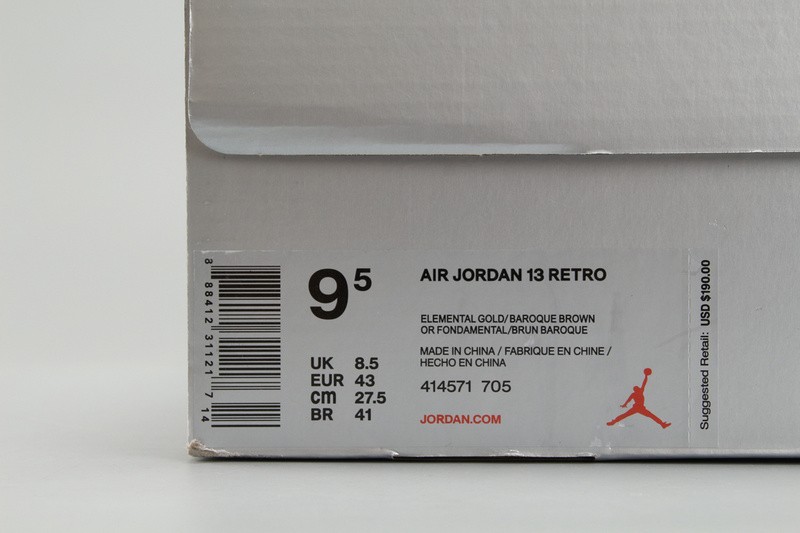 8 88412 31121 7 14
9 5
UK 8.5
EUR 43
cm 27.5
BR 41
AIR JORDAN 13 RETRO
ELEMENTAL GOLD/BAROQUE BROWN
OR FONDAMENTAL/BRUN BAROQUE
MADE IN CHINA / FABRIQUE EN CHINE /
HECHO EN CHINA
414571 705
JORDAN.COM
Suggested Retail: USD $190.00